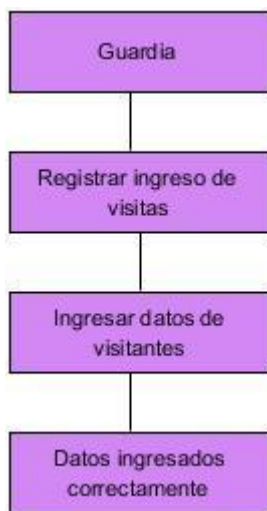 Guardia
Registrar ingreso de
visitas
Ingresar datos de
visitantes
Datos ingresados
correctamente